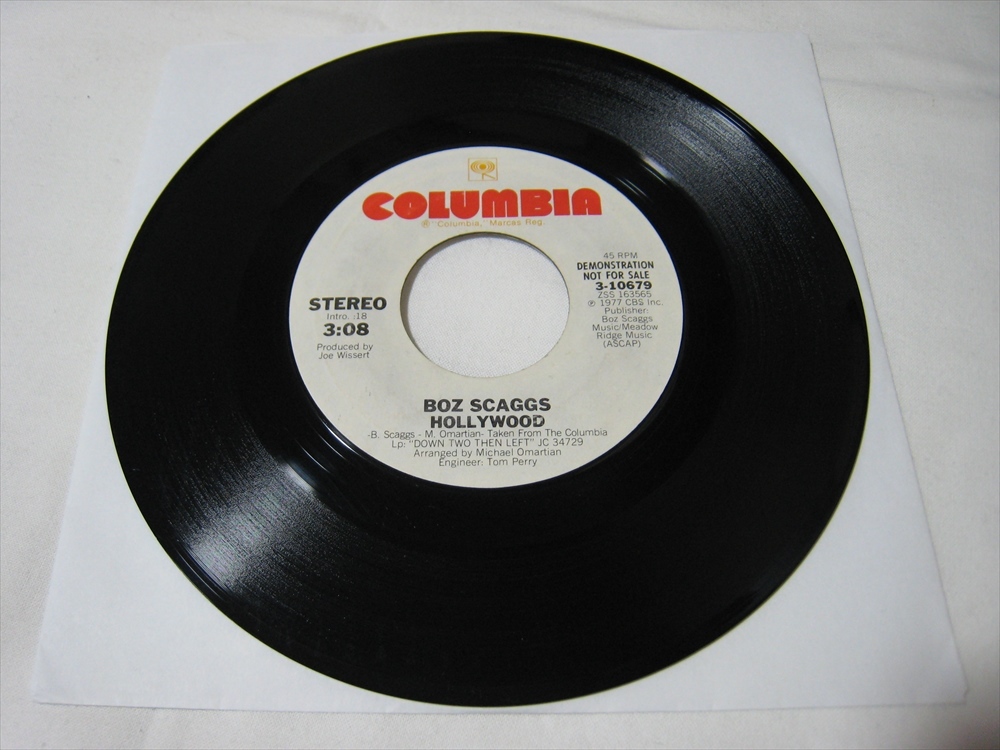 COLUMBIA
® "Columbia," Marcas Reg.
45 RPM
DEMONSTRATION
NOT FOR SALE
3-10679
ZSS 163565
℗ 1977 CBS Inc.
Publisher:
Boz Scaggs
Music/Meadow
Ridge Music
(ASCAP)
STEREO
Intro. :18
3:08
Produced by
Joe Wissert
BOZ SCAGGS
HOLLYWOOD
-B. Scaggs - M. Omartian- Taken From The Columbia
Lp: "DOWN TWO THEN LEFT" JC 34729
Arranged by Michael Omartian
Engineer: Tom Perry